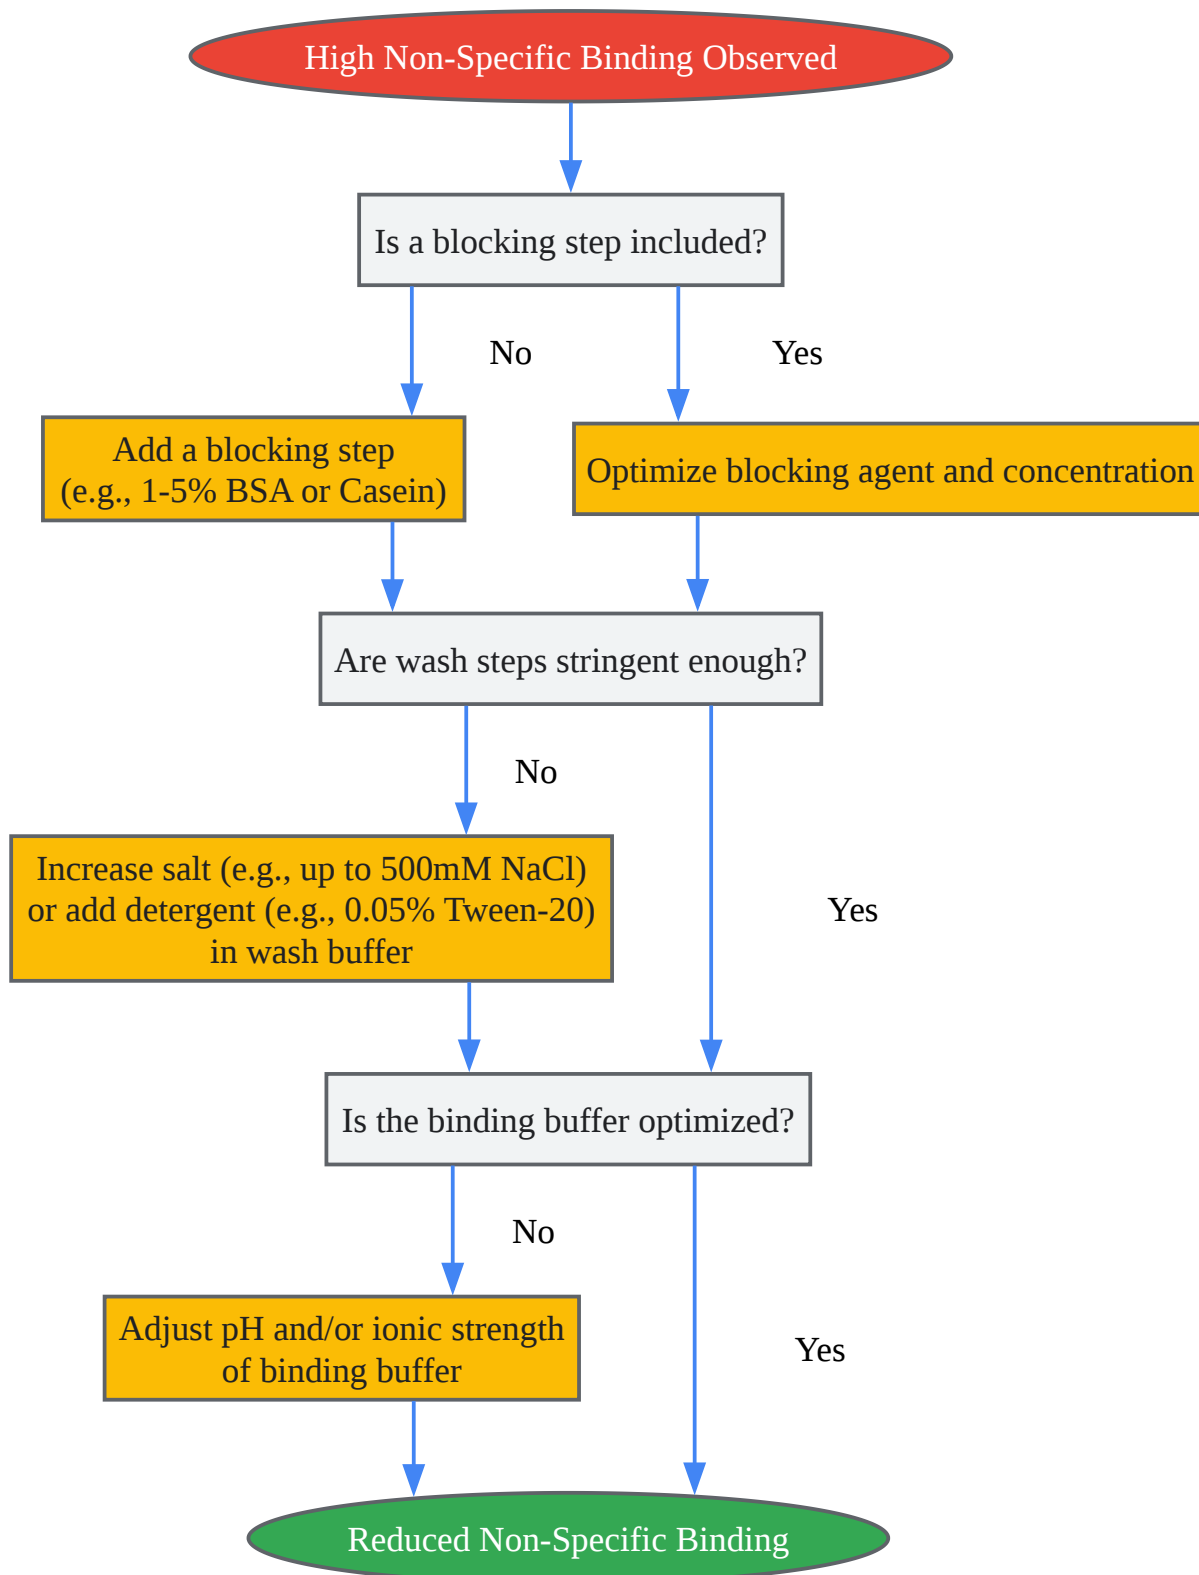 High Non-Specific Binding Observed
Is a blocking step included?
No
Yes
Add a blocking step
(e.g., 1-5% BSA or Casein)
Optimize blocking agent and concentration
Are wash steps stringent enough?
No
Increase salt (e.g., up to 500mM NaCl)
or add detergent (e.g., 0.05% Tween-20)
in wash buffer
Yes
Is the binding buffer optimized?
No
Adjust pH and/or ionic strength
of binding buffer
Yes
Reduced Non-Specific Binding